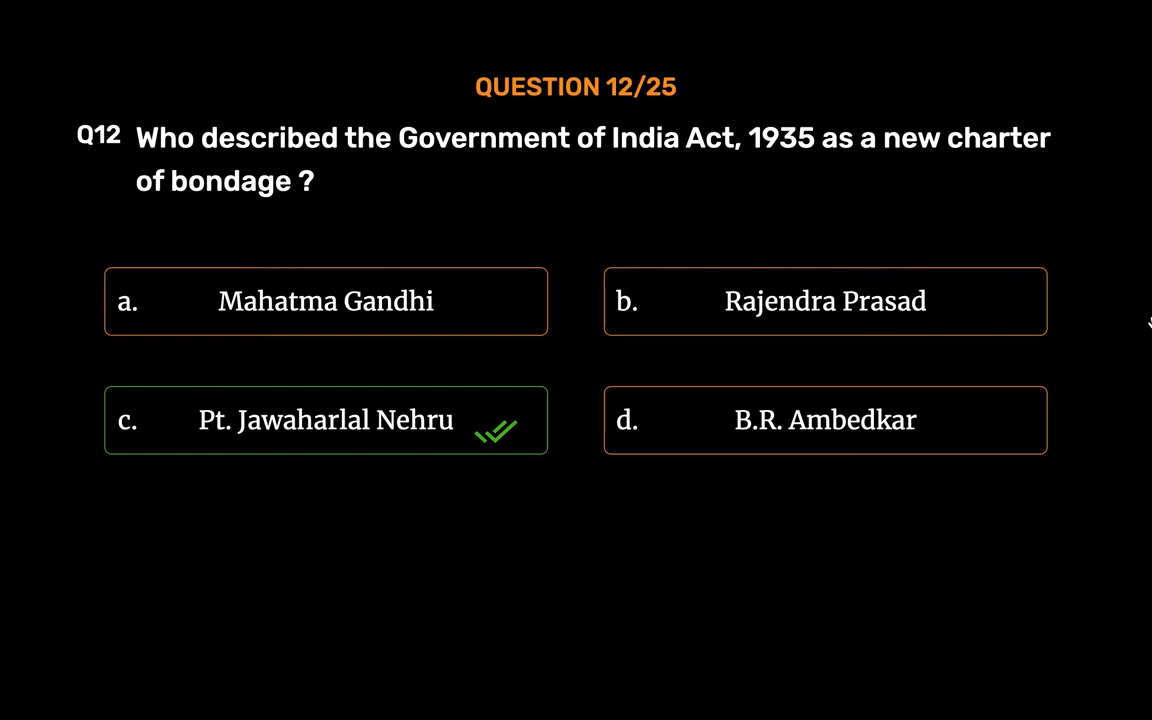 QUESTION 12/25
Q12 Who described the Government of India Act, 1935 as a new charter
of bondage ?
a. Mahatma Gandhi
b. Rajendra Prasad
c. Pt. Jawaharlal Nehru
d. B.R. Ambedkar